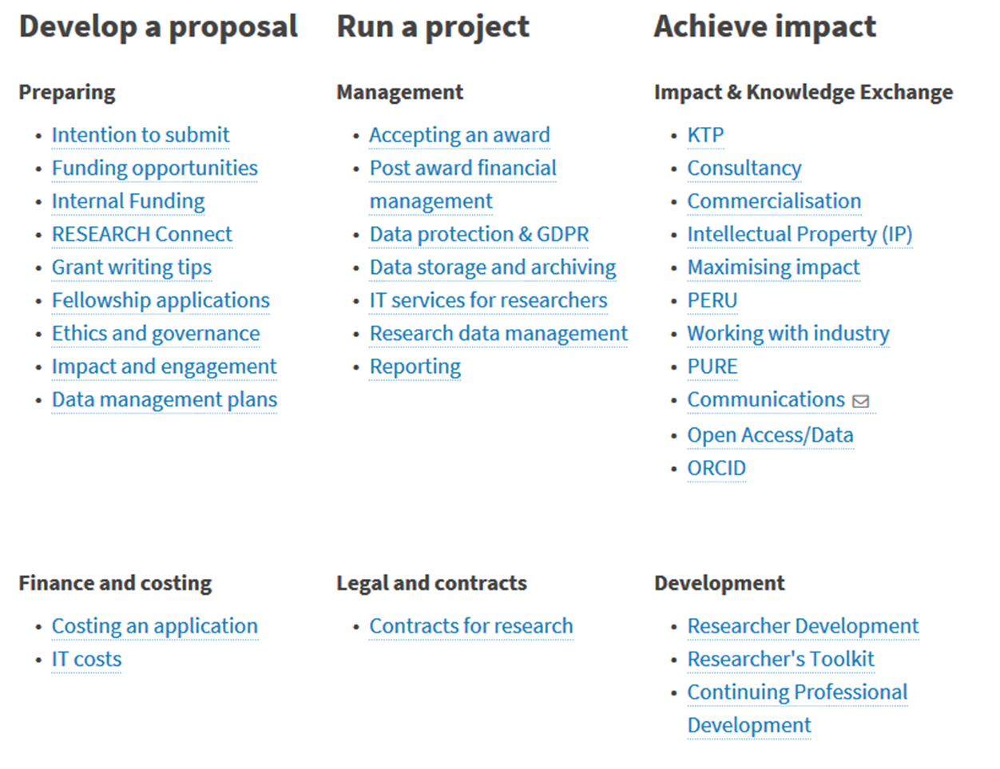 Develop a proposal
Preparing
• Intention to submit
• Funding opportunities
• Internal Funding
• RESEARCH Connect
• Grant writing tips
• Fellowship applications
• Ethics and governance
• Impact and engagement
• Data management plans
Finance and costing
• Costing an application
• IT costs
Run a project
Management
• Accepting an award
• Post award financial
management
• Data protection & GDPR
• Data storage and archiving
• IT services for researchers
• Research data management
• Reporting
Legal and contracts
• Contracts for research
Achieve impact
Impact & Knowledge Exchange
• KTP
• Consultancy
• Commercialisation
• Intellectual Property (IP)
• Maximising impact
• PERU
• Working with industry
• PURE
• Communications
• Open Access/Data
• ORCID
Development
• Researcher Development
• Researcher's Toolkit
• Continuing Professional
Development